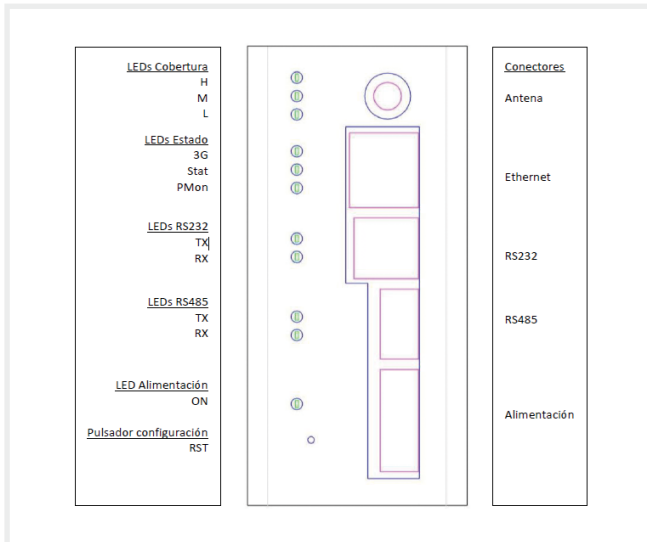 LEDs Cobertura
H
M
L
LEDs Estado
3G
Stat
PMon
LEDs RS232
TX
RX
LEDs RS485
TX
RX
LED Alimentación
ON
Pulsador configuración
RST
Conectores
Antena
Ethernet
RS232
RS485
Alimentación